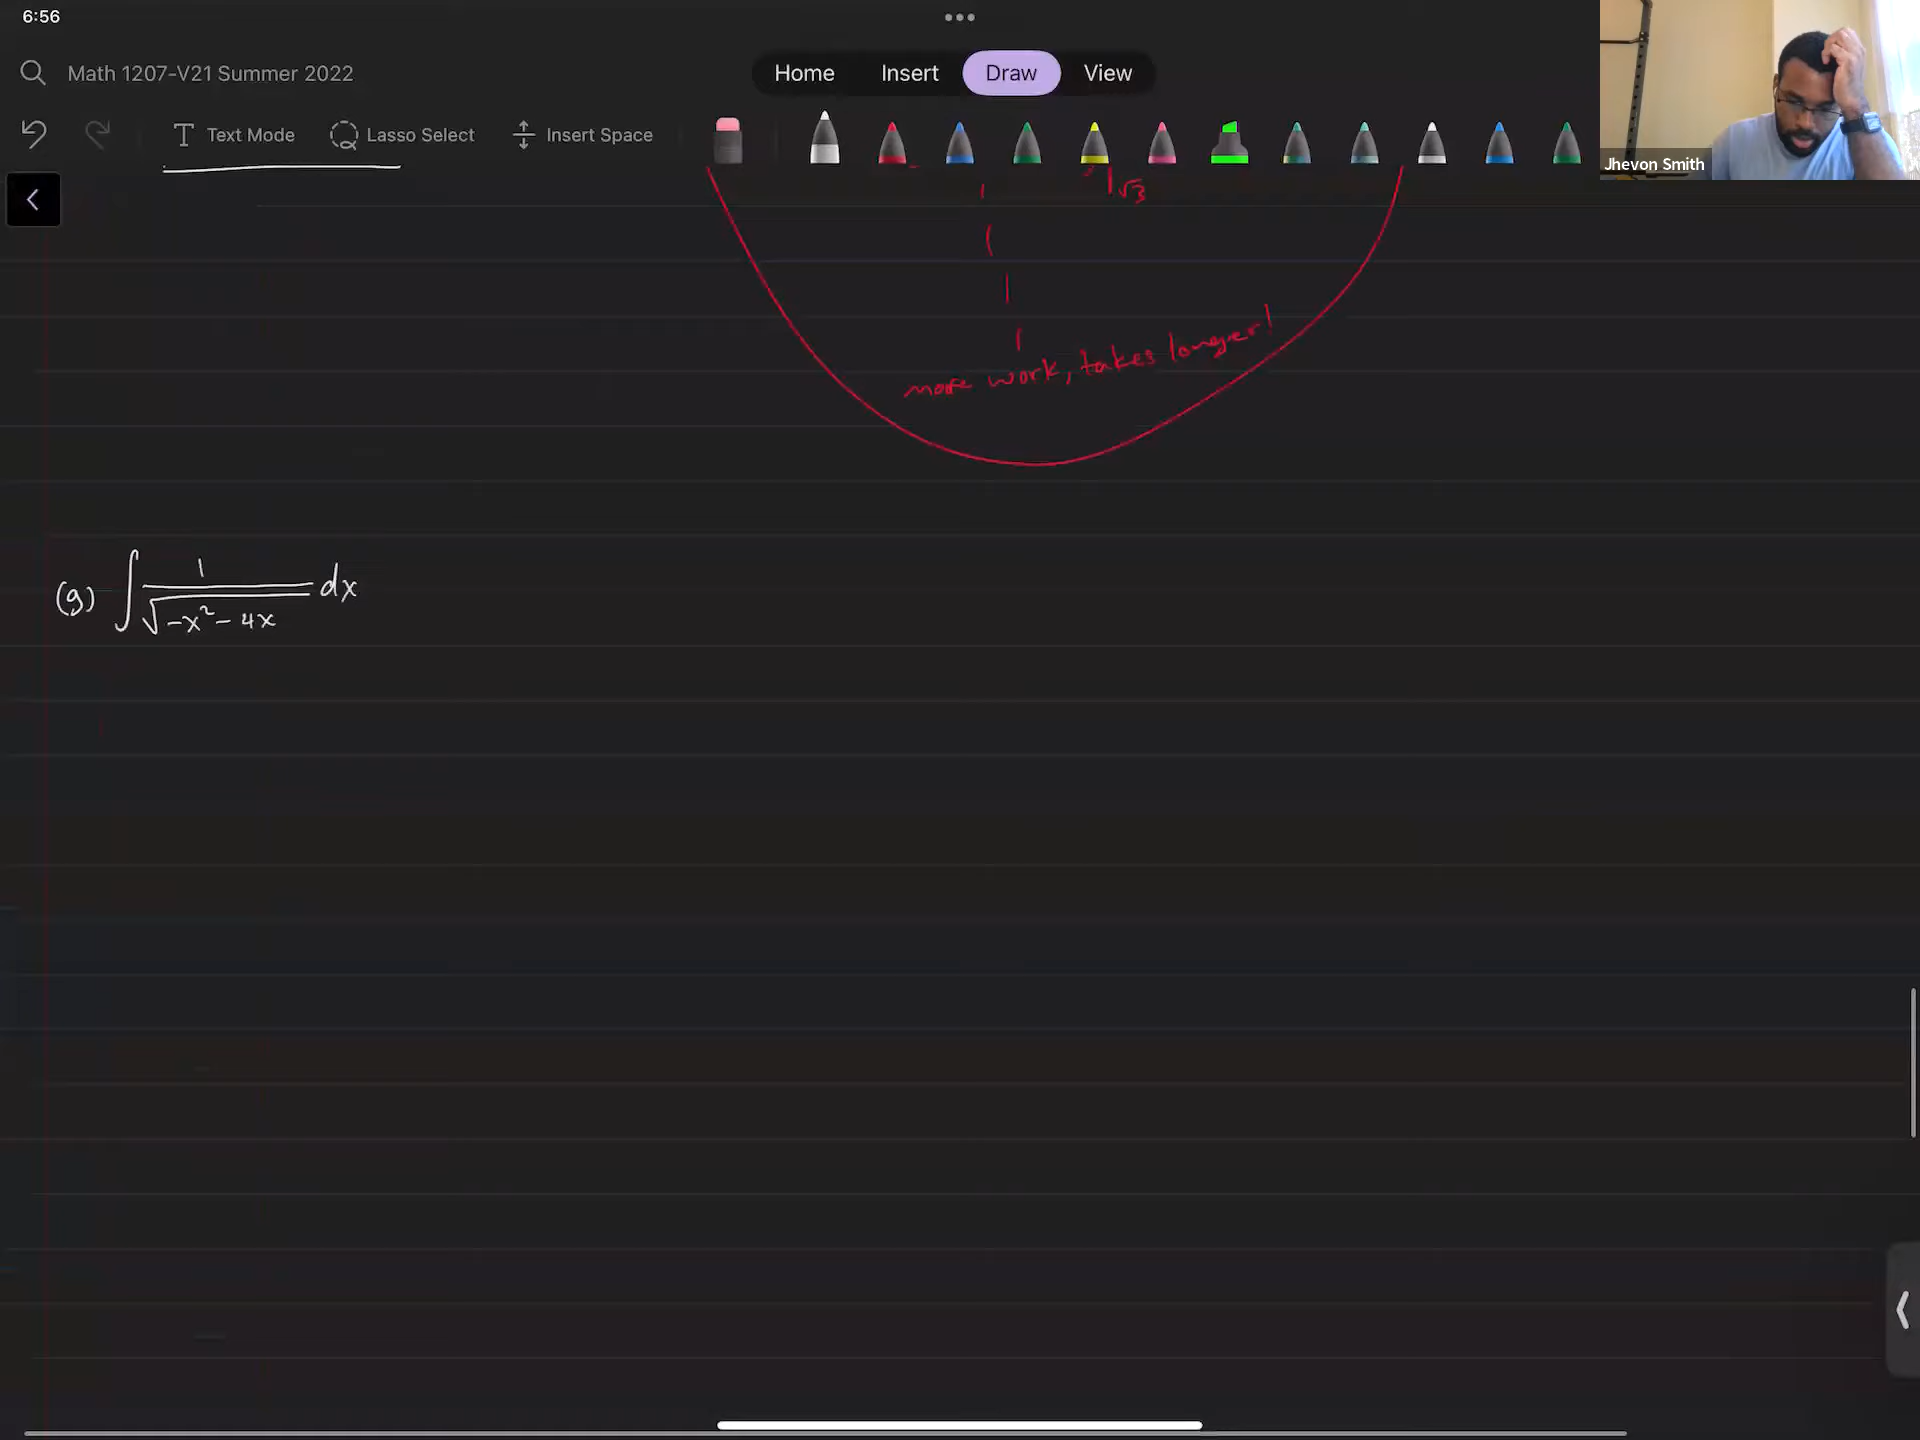 6:56
Math 1207-V21 Summer 2022
Home Insert Draw View
Text Mode Lasso Select Insert Space
Jhevon Smith
√3
more work, takes longer!
(g) ∫ 1/√(-x² - 4x) dx